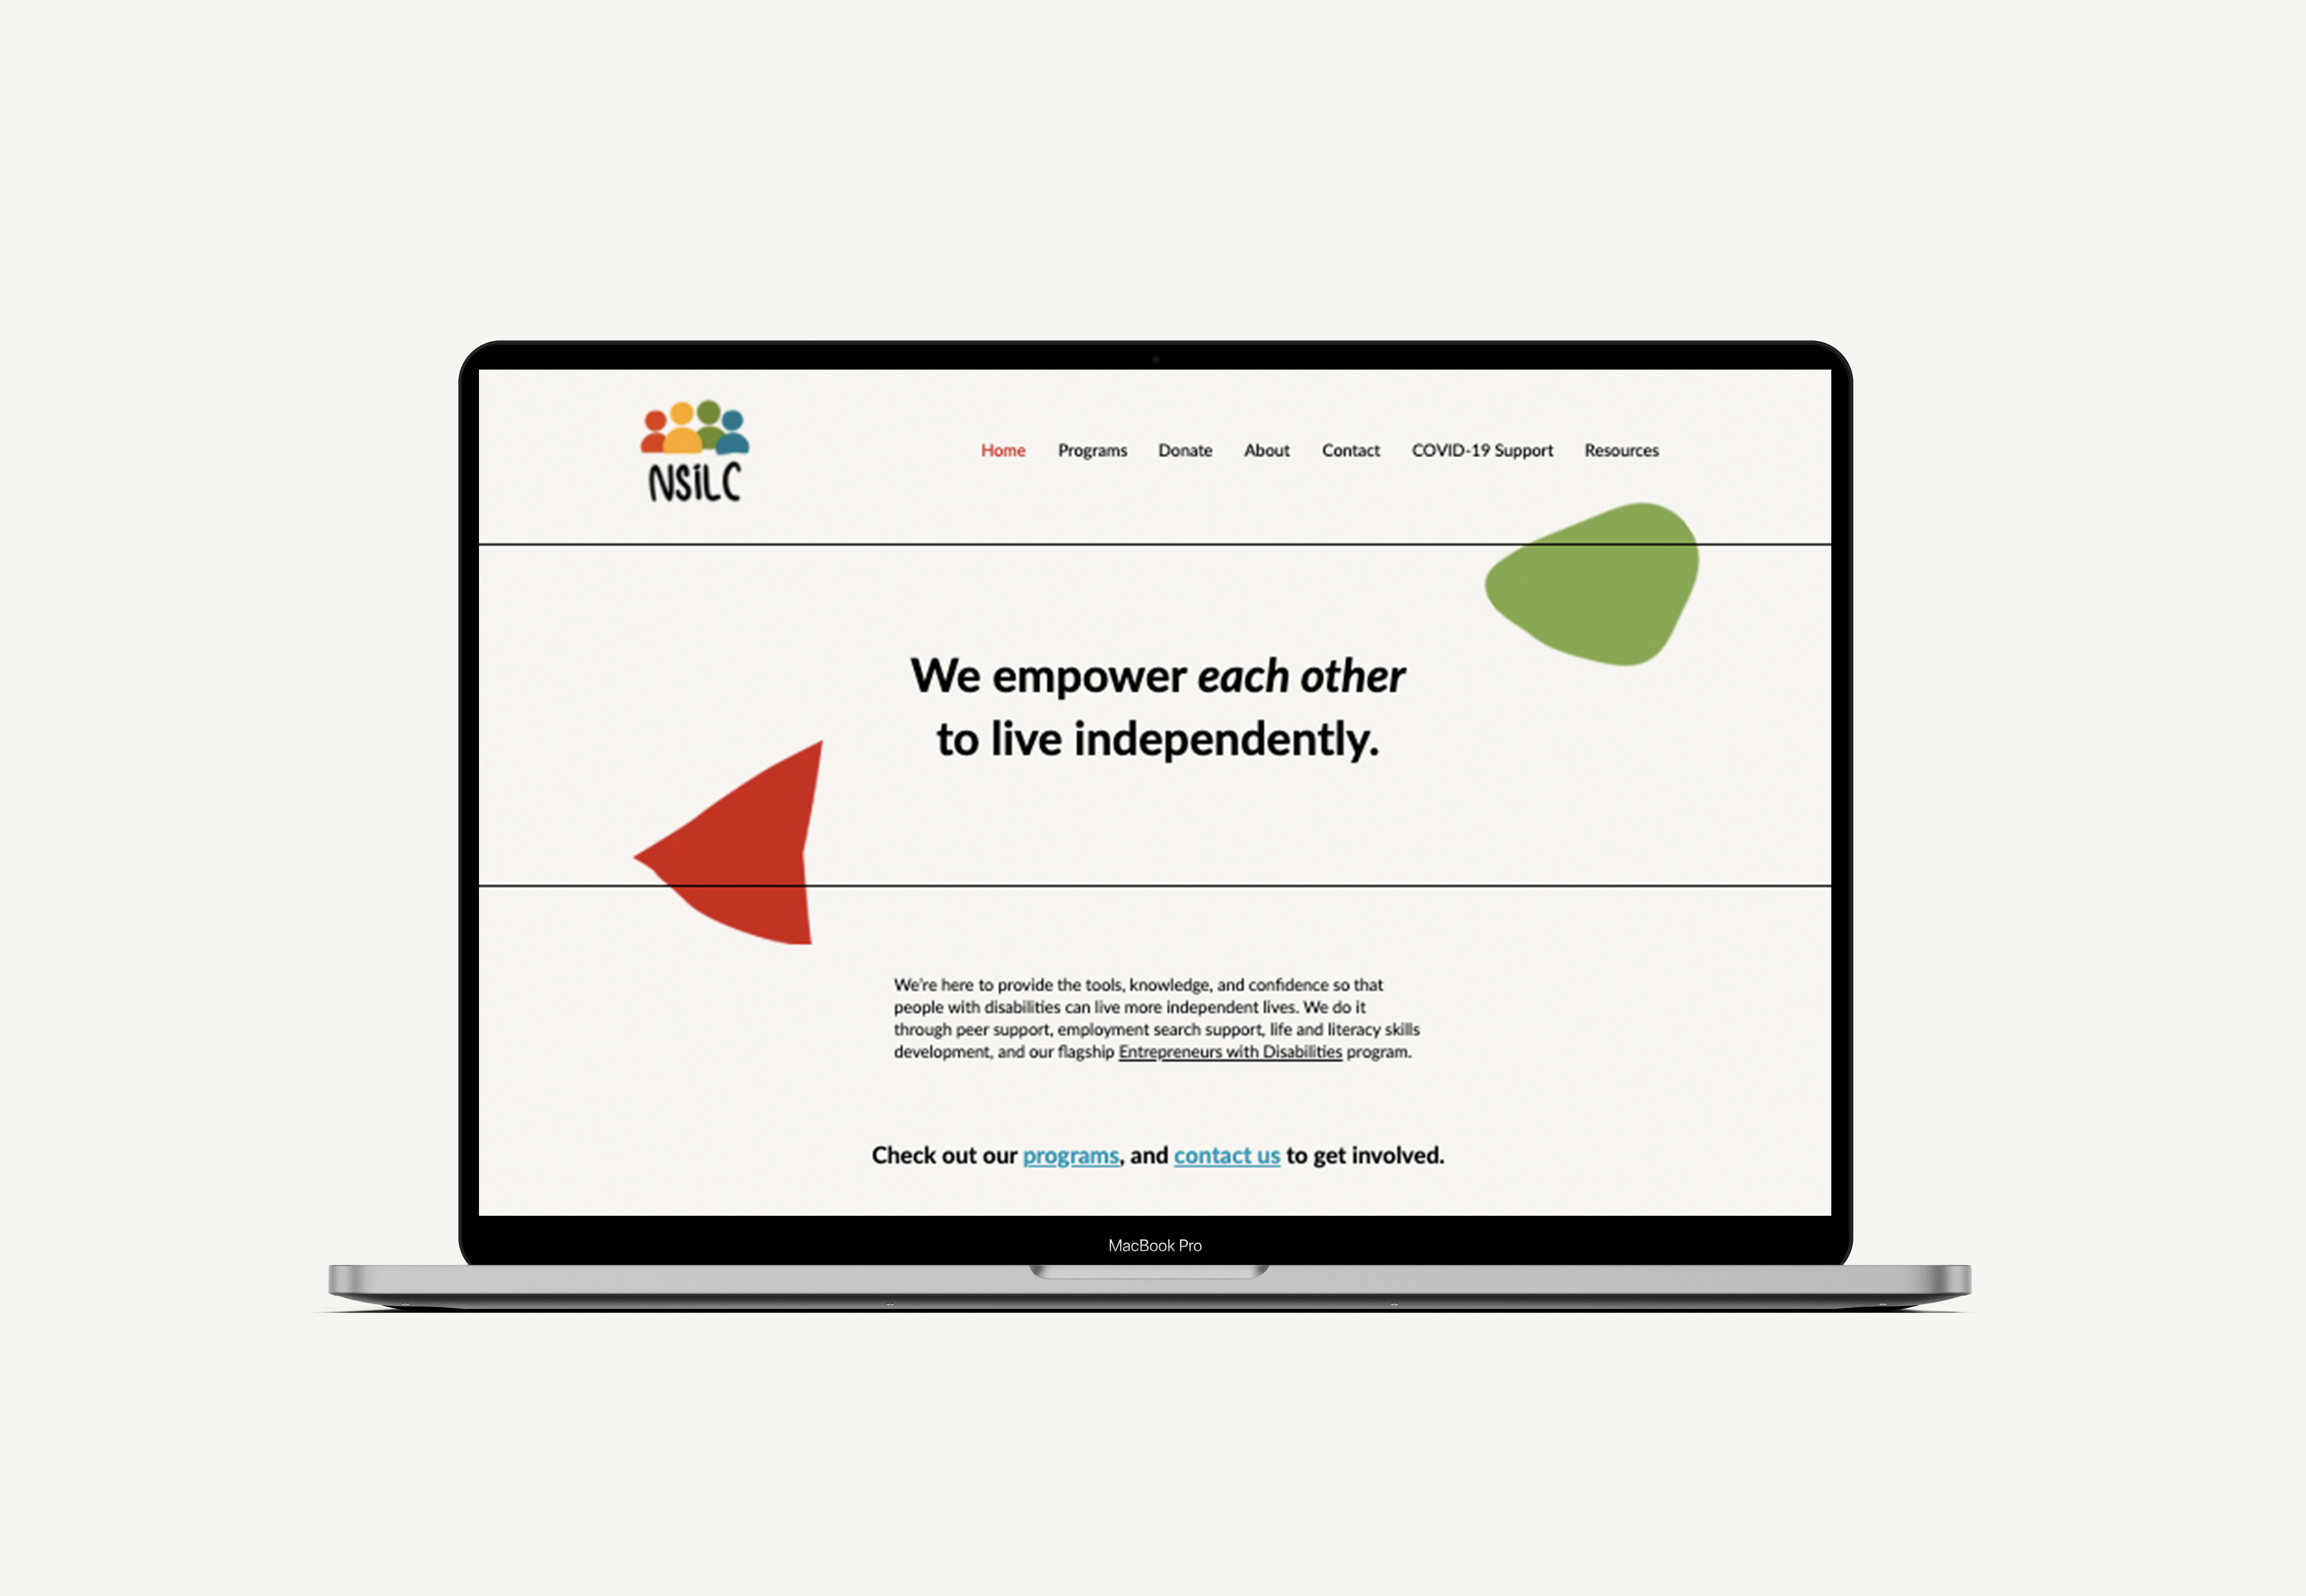 NSiLC
Home Programs Donate About Contact COVID-19 Support Resources
We empower each other
to live independently.
We're here to provide the tools, knowledge, and confidence so that
people with disabilities can live more independent lives. We do it
through peer support, employment search support, life and literacy skills
development, and our flagship Entrepreneurs with Disabilities program.
Check out our programs, and contact us to get involved.
MacBook Pro